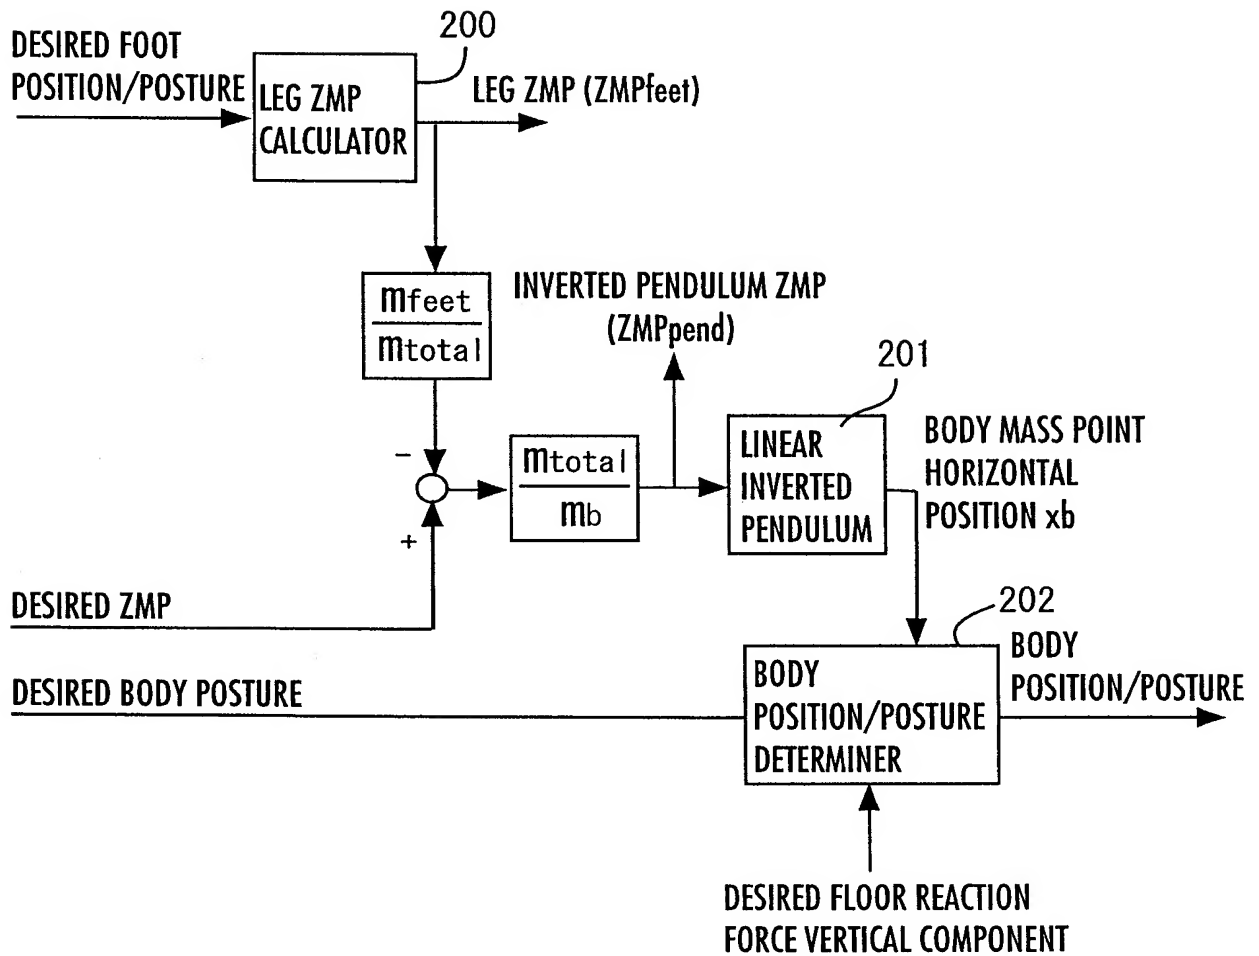 200
DESIRED FOOT
POSITION/POSTURE
LEG ZMP
CALCULATOR
LEG ZMP (ZMPfeet)
mfeet
mtotal
INVERTED PENDULUM ZMP
(ZMPpend)
201
-
+
mtotal
mb
LINEAR
INVERTED
PENDULUM
BODY MASS POINT
HORIZONTAL
POSITION xb
DESIRED ZMP
202
DESIRED BODY POSTURE
BODY
POSITION/POSTURE
DETERMINER
BODY
POSITION/POSTURE
DESIRED FLOOR REACTION
FORCE VERTICAL COMPONENT